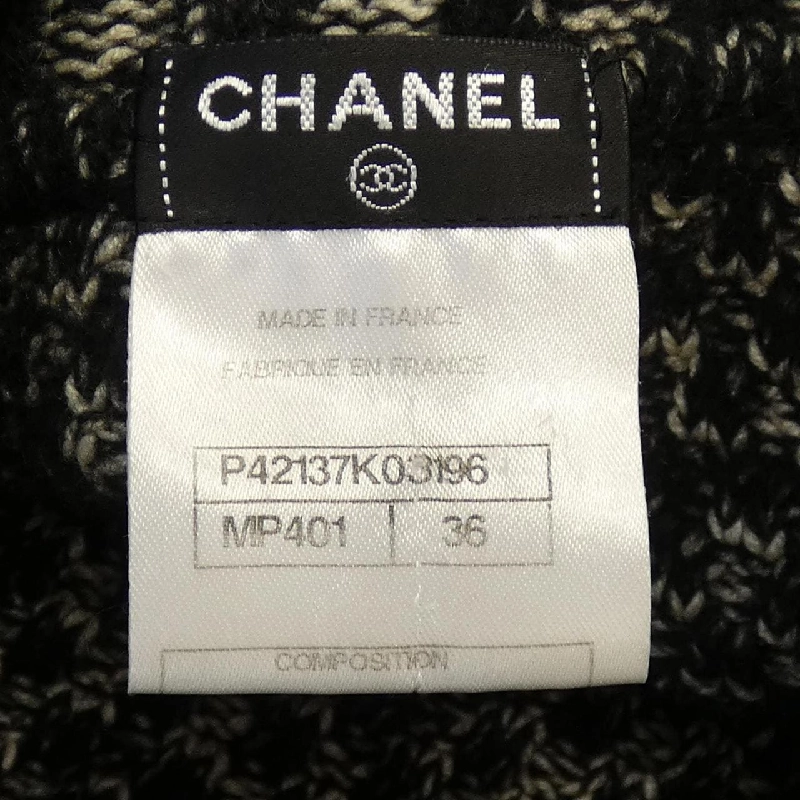 CHANEL
MADE IN FRANCE
FABRIQUE EN FRANCE
P42137K03196
MP401 36
COMPOSITION